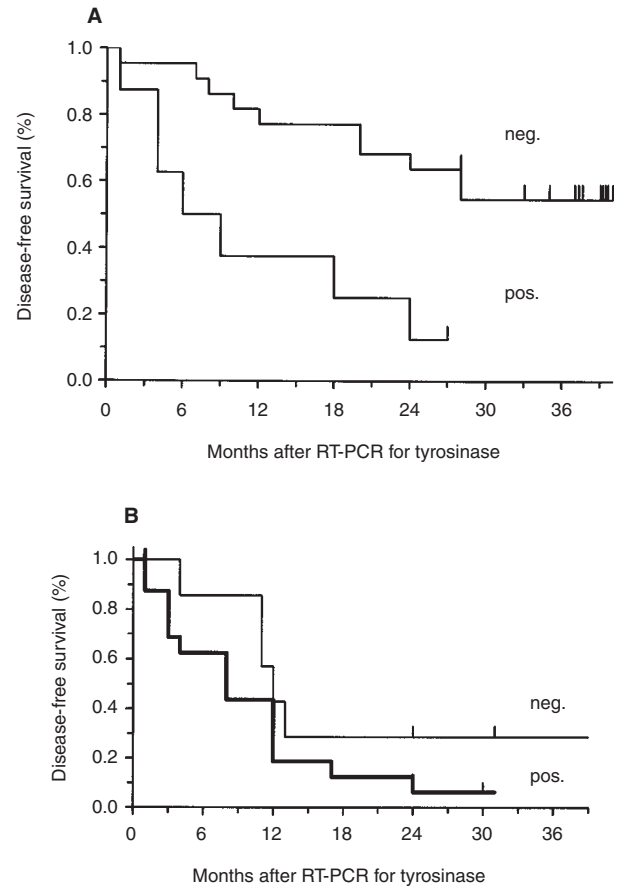 A
1.0
0.8
0.6
0.4
0.2
0.0
Disease-free survival (%)
neg.
pos.
0 6 12 18 24 30 36
Months after RT-PCR for tyrosinase
B
1.0
0.8
0.6
0.4
0.2
0.0
Disease-free survival (%)
neg.
pos.
0 6 12 18 24 30 36
Months after RT-PCR for tyrosinase